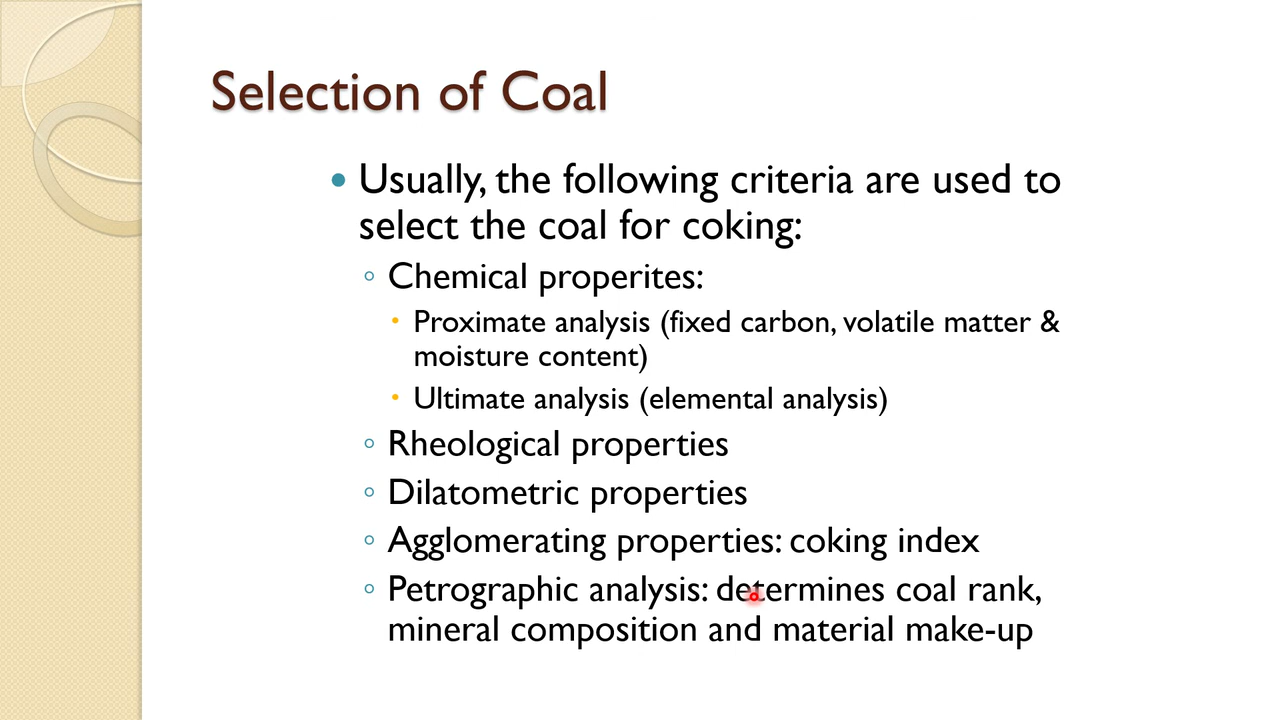 Selection of Coal
Usually, the following criteria are used to
select the coal for coking:
Chemical properites:
Proximate analysis (fixed carbon, volatile matter &
moisture content)
Ultimate analysis (elemental analysis)
Rheological properties
Dilatometric properties
Agglomerating properties: coking index
Petrographic analysis: determines coal rank,
mineral composition and material make-up